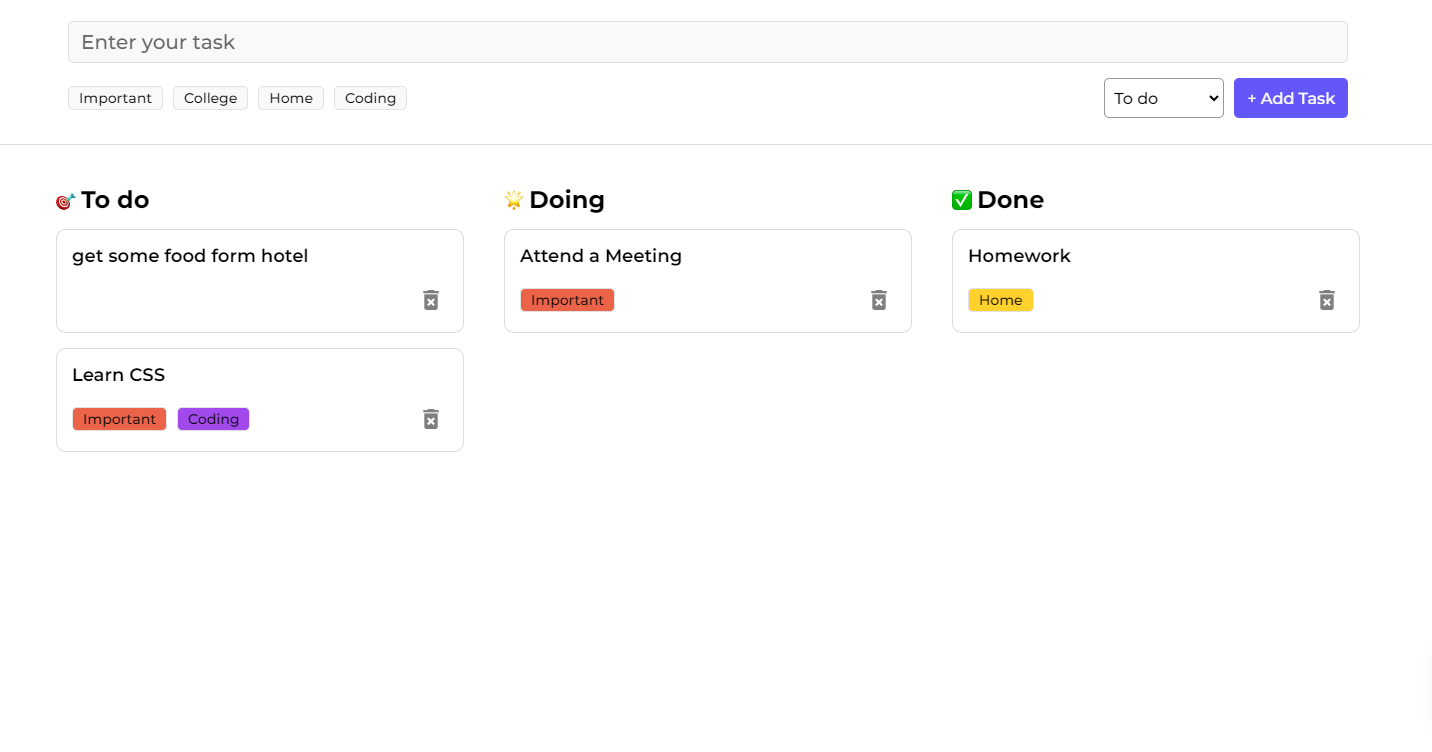 Enter your task
Important College Home Coding
To do
+ Add Task
To do
get some food form hotel
Learn CSS
Important Coding
Doing
Attend a Meeting
Important
Done
Homework
Home